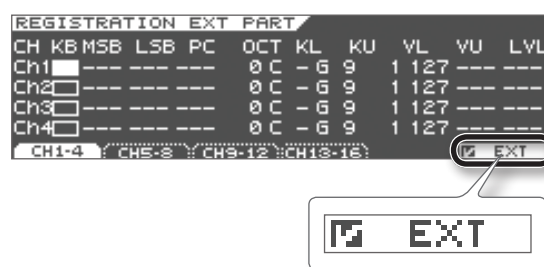 REGISTRATION EXT PART
CH KB MSB LSB PC OCT KL KU VL VU LVL
Ch1 --- --- --- 0 C - G 9 1 127 --- ---
Ch2 --- --- --- 0 C - G 9 1 127 --- ---
Ch3 --- --- --- 0 C - G 9 1 127 --- ---
Ch4 --- --- --- 0 C - G 9 1 127 --- ---
CH1-4 CH5-8 CH9-12 CH13-16 EXT
EXT